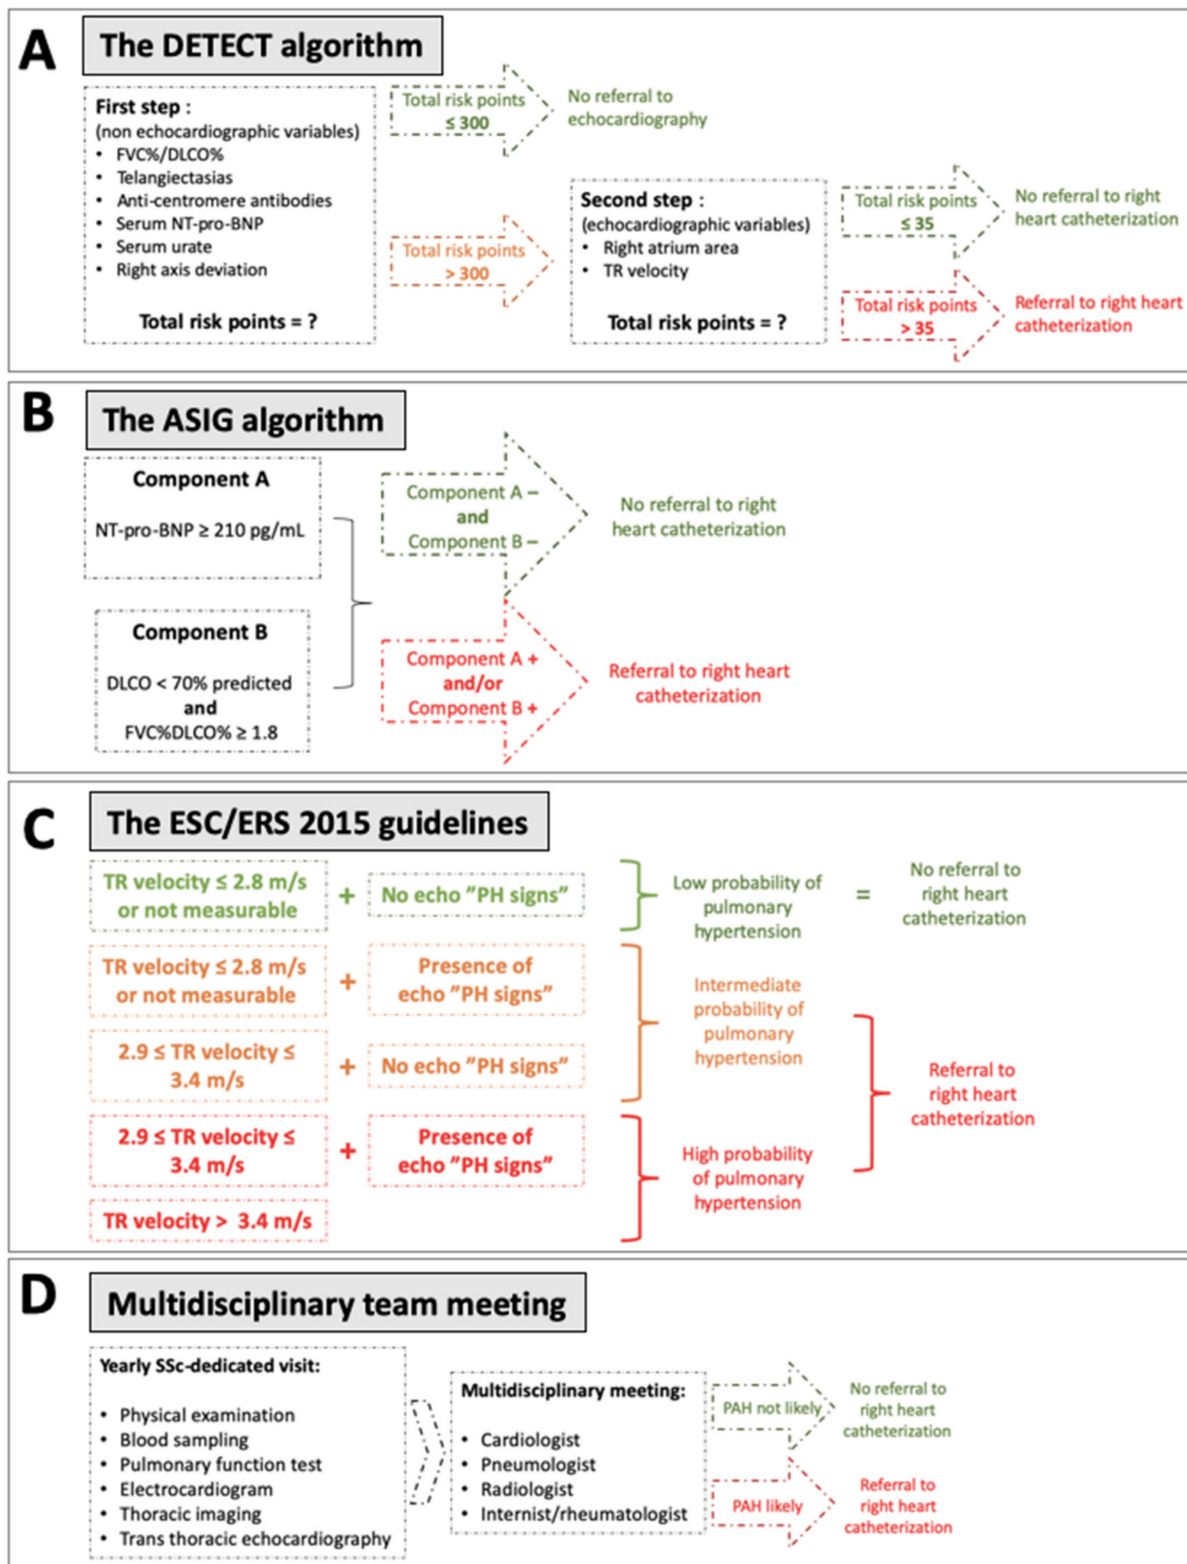 A
The DETECT algorithm
First step :
(non echocardiographic variables)
• FVC%/DLCO%
• Telangiectasias
• Anti-centromere antibodies
• Serum NT-pro-BNP
• Serum urate
• Right axis deviation
Total risk points = ?
Total risk points
≤ 300
No referral to
echocardiography
Total risk points
> 300
Second step :
(echocardiographic variables)
• Right atrium area
• TR velocity
Total risk points = ?
Total risk points
≤ 35
No referral to right
heart catheterization
Total risk points
> 35
Referral to right heart
catheterization
B
The ASIG algorithm
Component A
NT-pro-BNP ≥ 210 pg/mL
Component B
DLCO < 70% predicted
and
FVC%DLCO% ≥ 1.8
Component A –
and
Component B –
No referral to right
heart catheterization
Component A +
and/or
Component B +
Referral to right heart
catheterization
C
The ESC/ERS 2015 guidelines
TR velocity ≤ 2.8 m/s
or not measurable
+
No echo ”PH signs”
Low probability of
pulmonary
hypertension
=
No referral to
right heart
catheterization
TR velocity ≤ 2.8 m/s
or not measurable
+
Presence of
echo ”PH signs”
2.9 ≤ TR velocity ≤
3.4 m/s
+
No echo ”PH signs”
Intermediate
probability of
pulmonary
hypertension
2.9 ≤ TR velocity ≤
3.4 m/s
+
Presence of
echo ”PH signs”
TR velocity > 3.4 m/s
High probability
of pulmonary
hypertension
Referral to
right heart
catheterization
D
Multidisciplinary team meeting
Yearly SSc-dedicated visit:
• Physical examination
• Blood sampling
• Pulmonary function test
• Electrocardiogram
• Thoracic imaging
• Trans thoracic echocardiography
Multidisciplinary meeting:
• Cardiologist
• Pneumologist
• Radiologist
• Internist/rheumatologist
PAH not likely
No referral to
right heart
catheterization
PAH likely
Referral to
right heart
catheterization